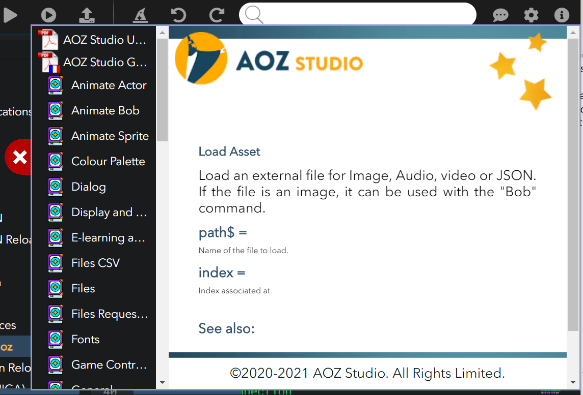 AOZ Studio U...
AOZ Studio G...
Animate Actor
Animate Bob
Animate Sprite
Colour Palette
Dialog
Display and ...
E-learning a...
Files CSV
Files
Files Reques...
Fonts
Game Contr...
AOZ STUDIO
Load Asset
Load an external file for Image, Audio, video or JSON.
If the file is an image, it can be used with the "Bob"
command.
path$ =
Name of the file to load.
index =
Index associated at
See also:
©2020-2021 AOZ Studio. All Rights Limited.
cations
N
N Reloa
ces
oz
n Reloa